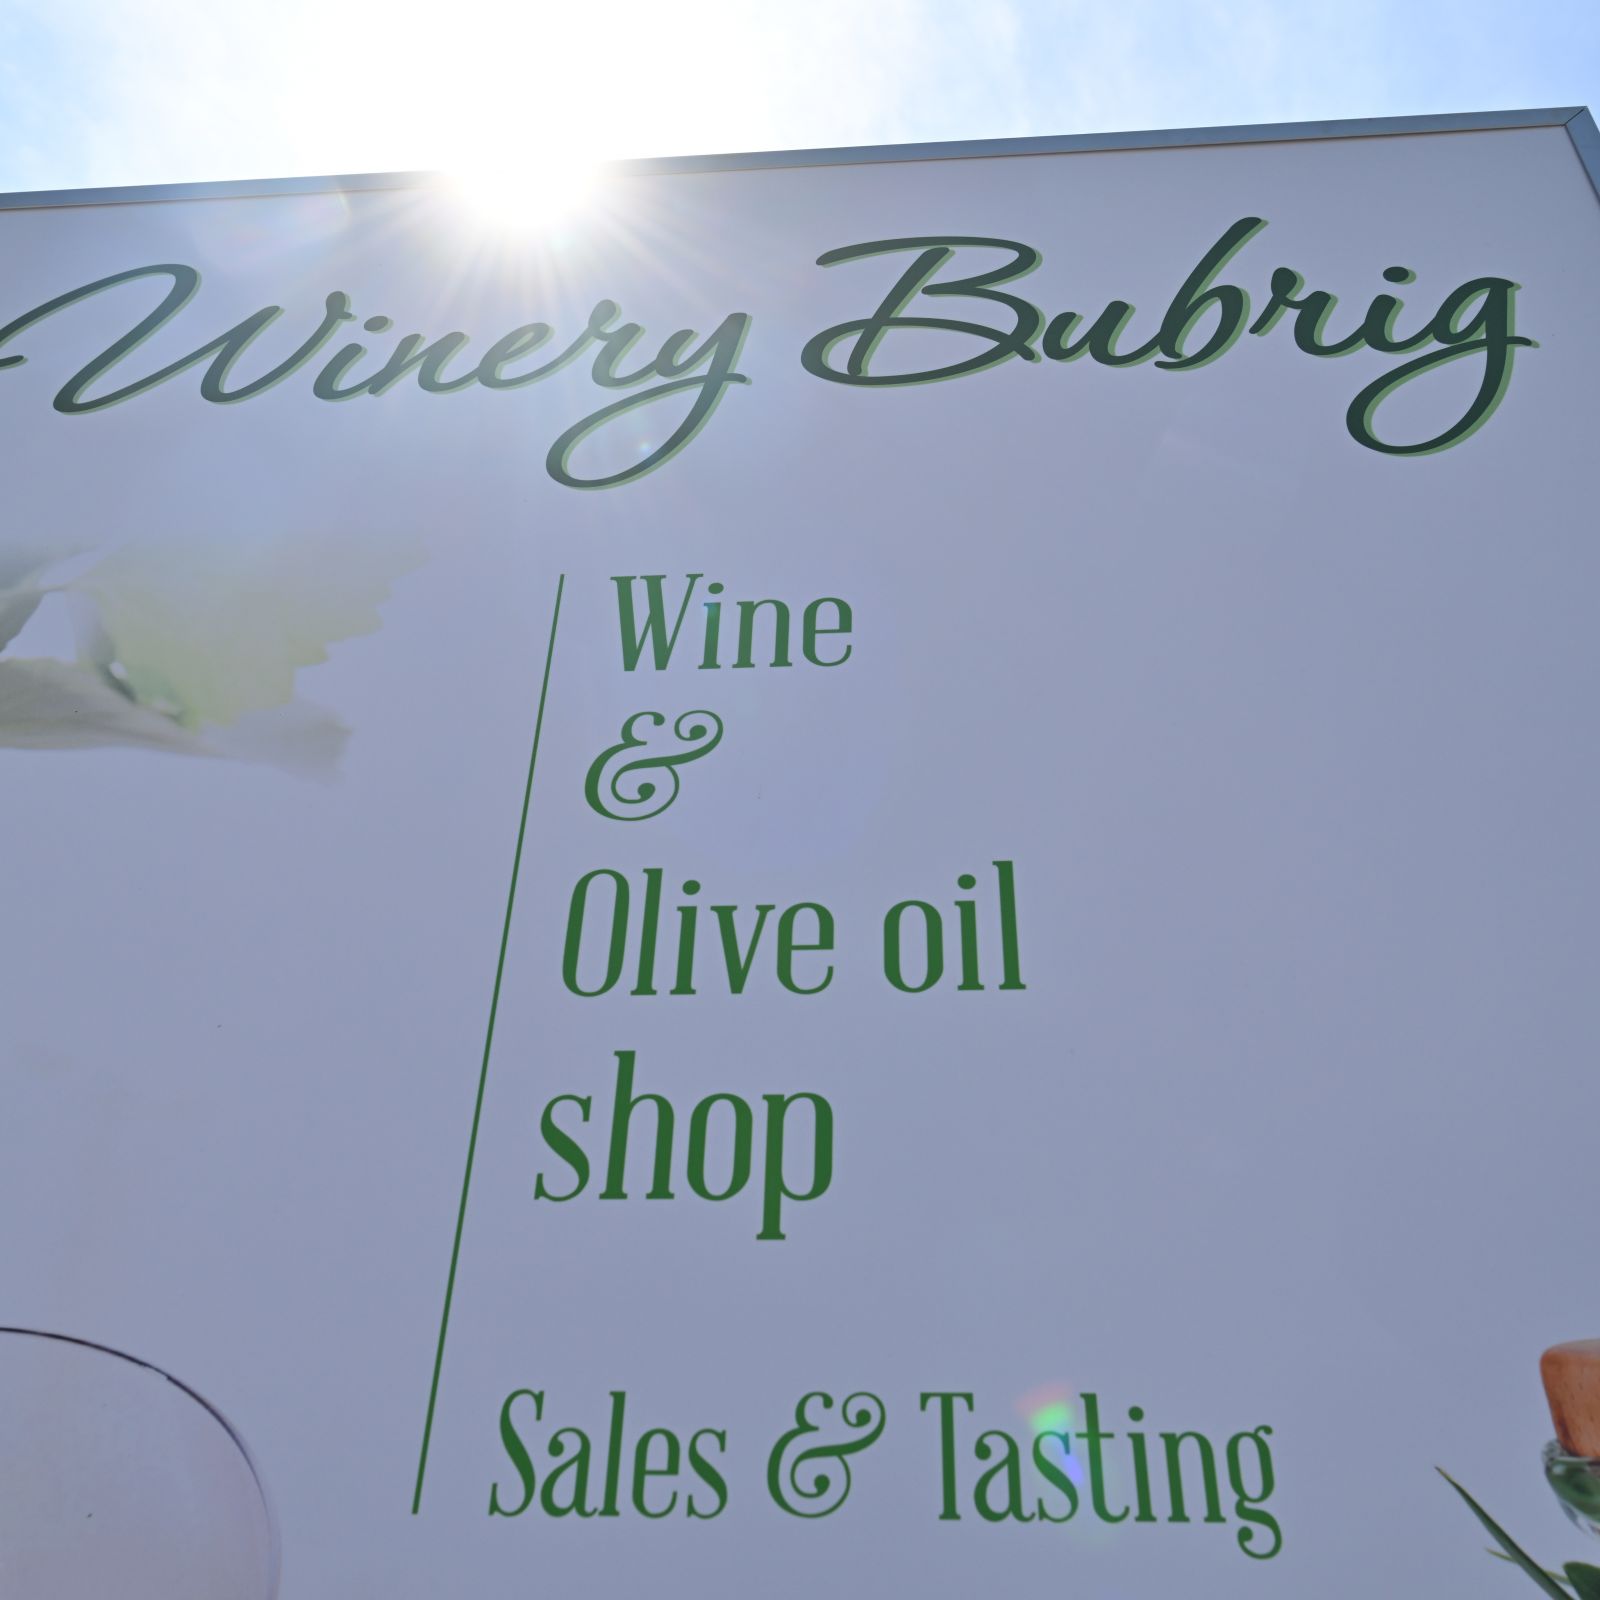 Winery Bubrig
Wine
&
Olive oil
shop
Sales & Tasting